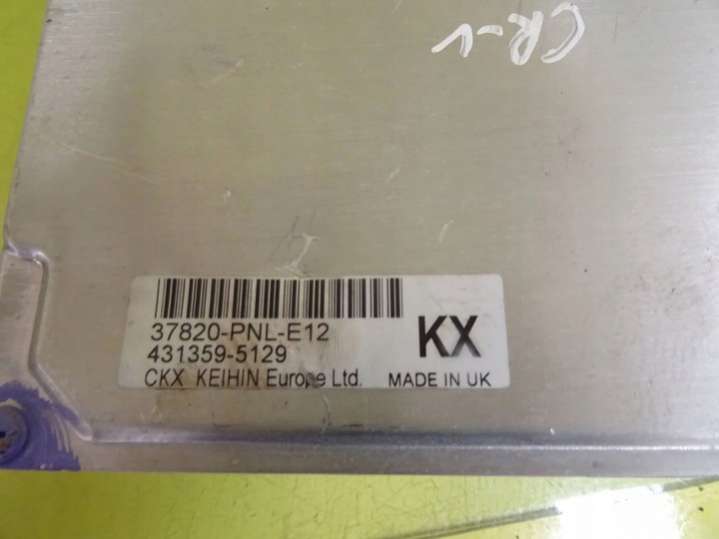 CR-V
37820-PNL-E12
KX
431359-5129
CKX KEIHIN Europe Ltd. MADE IN UK